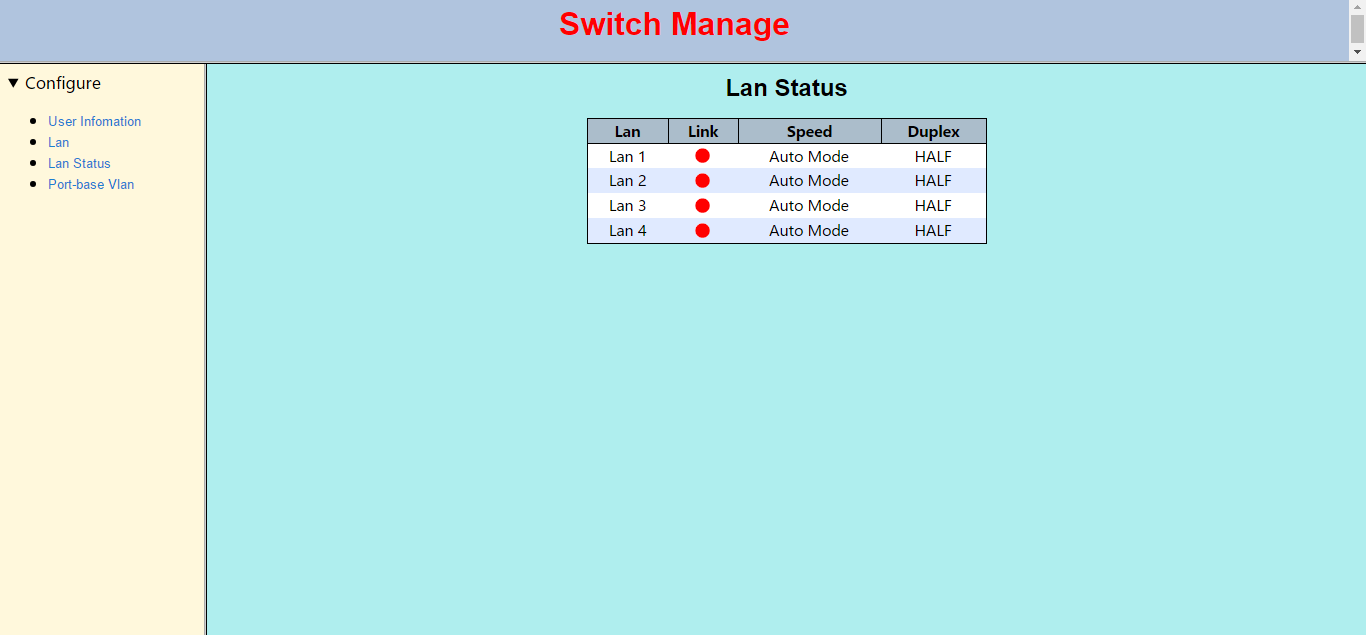 Switch Manage
Configure
User Infomation
Lan
Lan Status
Port-base Vlan
Lan Status
Lan Link Speed Duplex
Lan 1 Auto Mode HALF
Lan 2 Auto Mode HALF
Lan 3 Auto Mode HALF
Lan 4 Auto Mode HALF